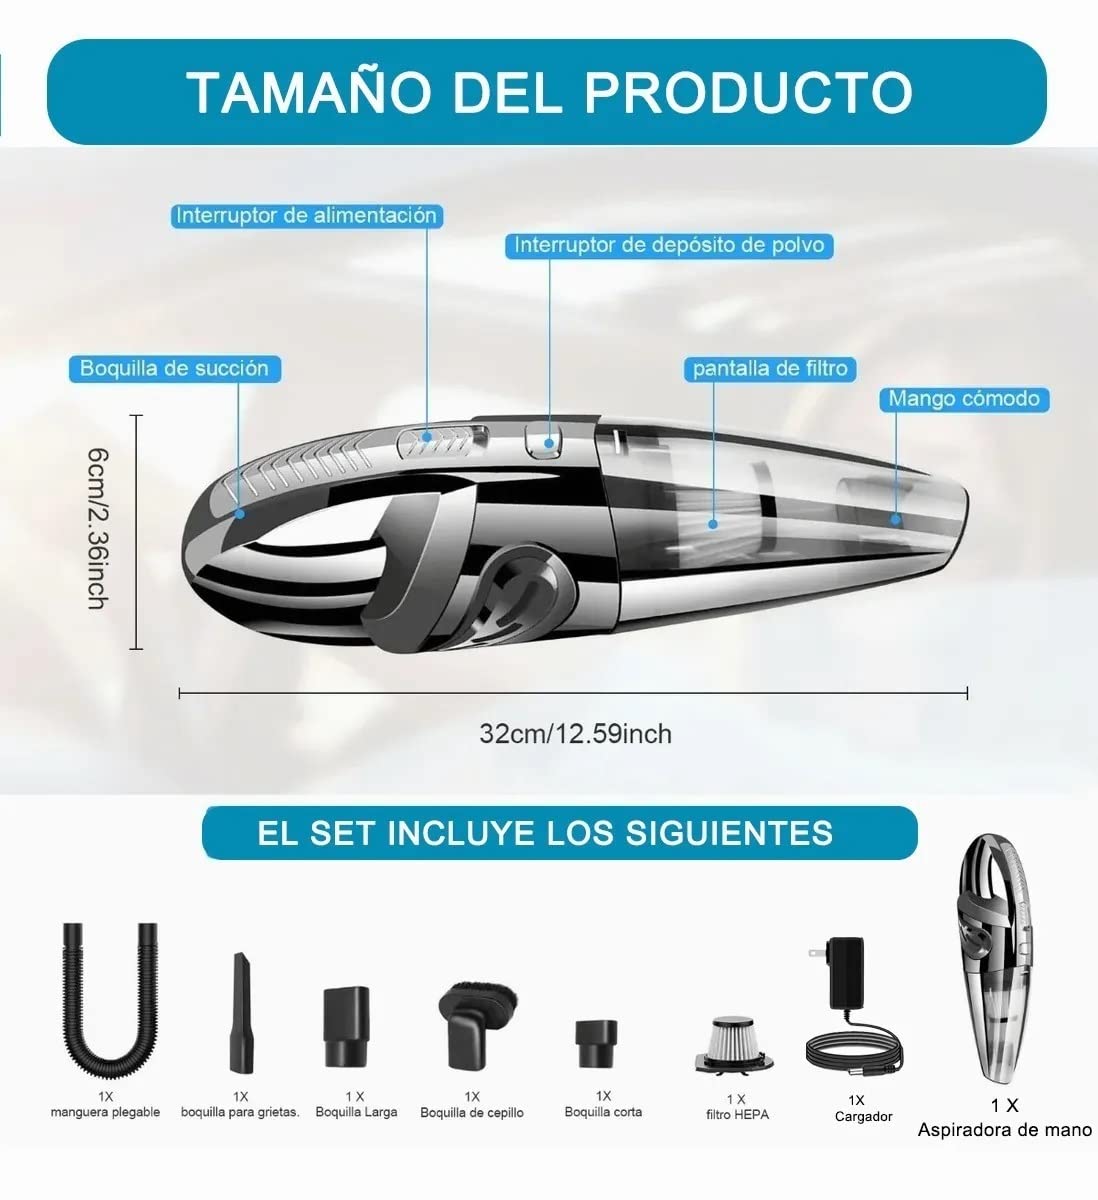 TAMAÑO DEL PRODUCTO
Interruptor de alimentación
Interruptor de depósito de polvo
Boquilla de succión
pantalla de filtro
Mango cómodo
6cm/2.36inch
32cm/12.59inch
EL SET INCLUYE LOS SIGUIENTES
1X
manguera plegable
1X
boquilla para grietas.
1 X
Boquilla Larga
1X
Boquilla de cepillo
1X
Boquilla corta
1 X
filtro HEPA
1X
Cargador
1 X
Aspiradora de mano